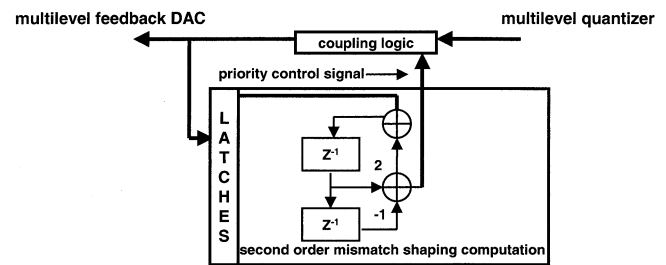 multilevel feedback DAC
multilevel quantizer
coupling logic
priority control signal
LATCHES
Z-1
2
Z-1
-1
second order mismatch shaping computation